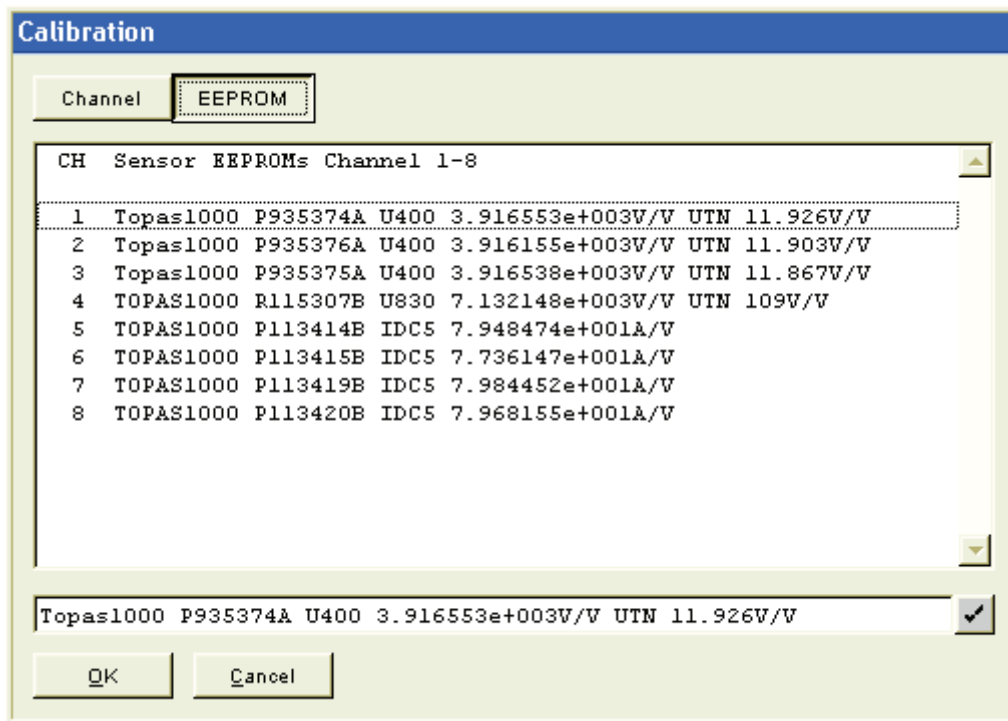 Calibration
Channel EEPROM
CH Sensor EEPROMs Channel 1-8
1 Topas1000 P935374A U400 3.916553e+003V/V UTN 11.926V/V
2 Topas1000 P935376A U400 3.916155e+003V/V UTN 11.903V/V
3 Topas1000 P935375A U400 3.916538e+003V/V UTN 11.867V/V
4 TOPAS1000 R115307B U830 7.132148e+003V/V UTN 109V/V
5 TOPAS1000 P113414B IDC5 7.948474e+001A/V
6 TOPAS1000 P113415B IDC5 7.736147e+001A/V
7 TOPAS1000 P113419B IDC5 7.984452e+001A/V
8 TOPAS1000 P113420B IDC5 7.968155e+001A/V
Topas1000 P935374A U400 3.916553e+003V/V UTN 11.926V/V
OK Cancel